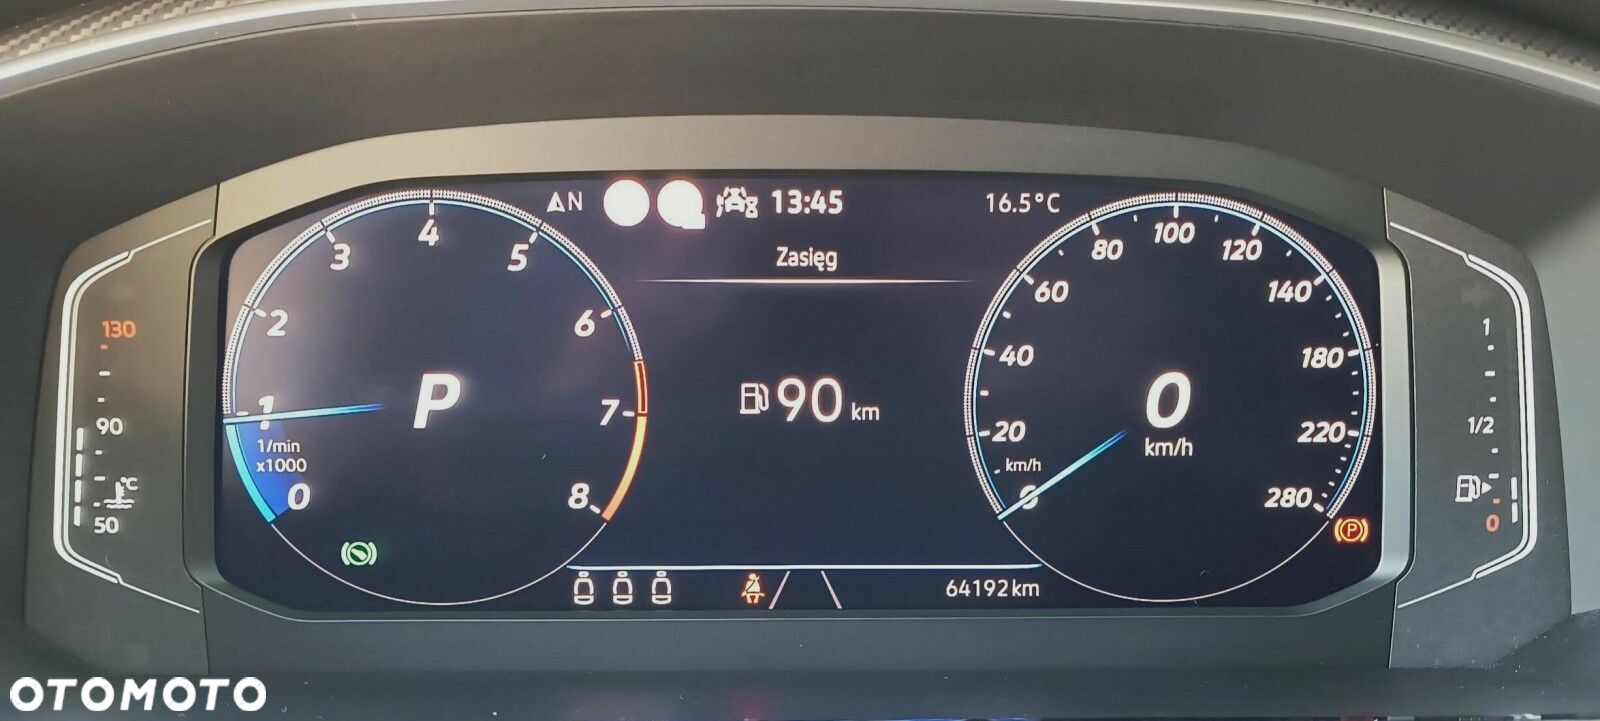 N 13:45 16.5°C
Zasięg
90 km
0 1 2 3 4 5 6 7 8
1/min
x1000
P
0 20 40 60 80 100 120 140 180 220 280
km/h
0
km/h
130
90
°C
50
1
1/2
0
P
64192 km
OTOMOTO